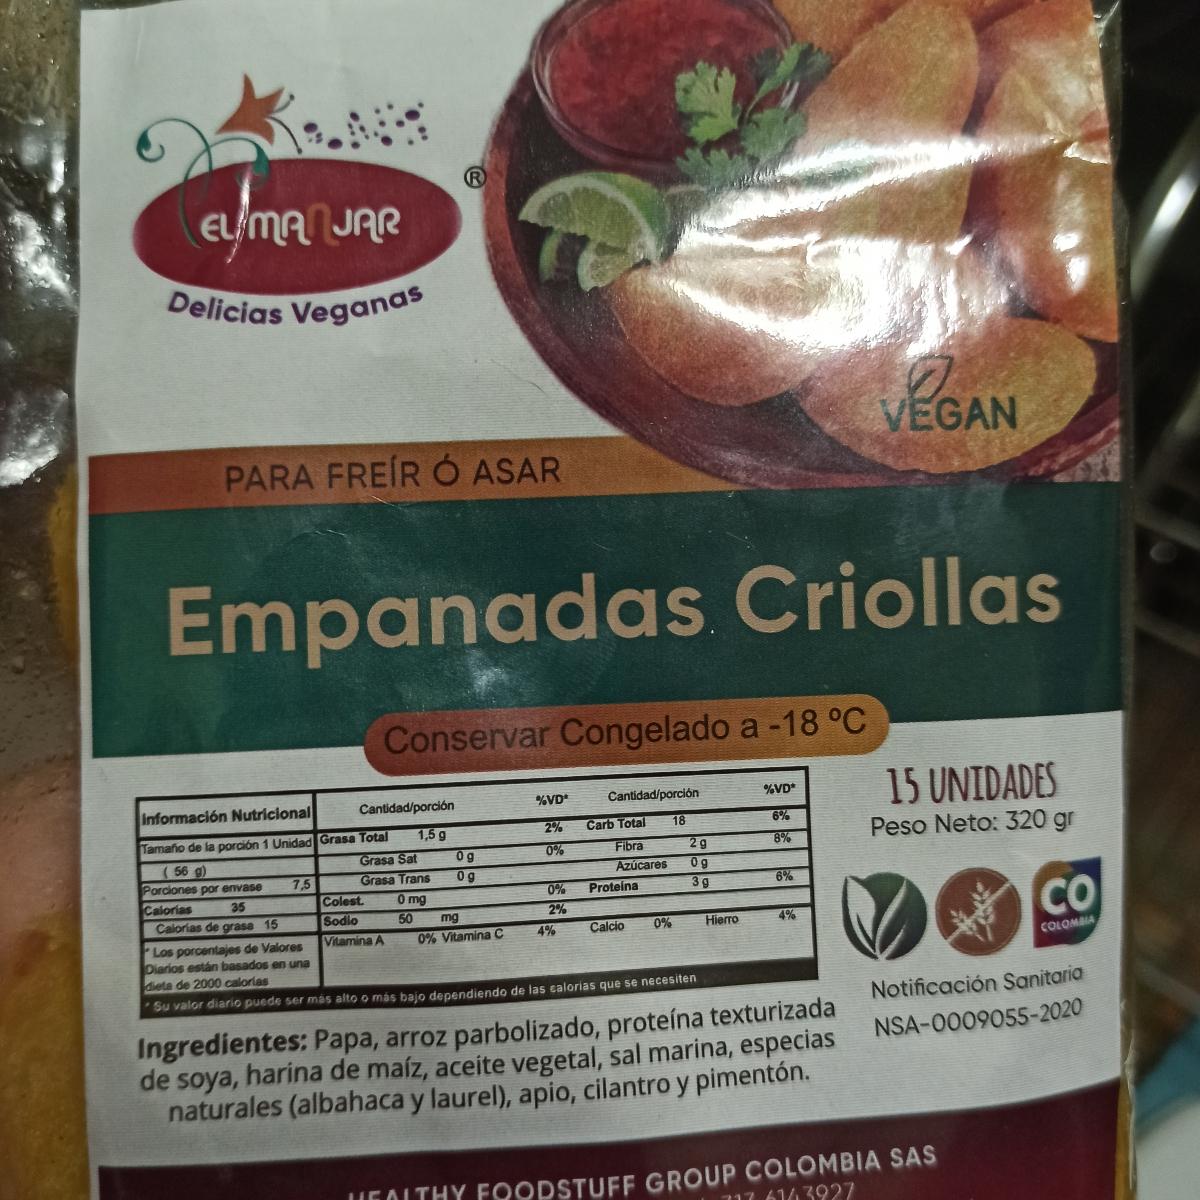 EL MANJAR
®
Delicias Veganas
VEGAN
PARA FREÍR Ó ASAR
Empanadas Criollas
Conservar Congelado a -18 ºC
15 UNIDADES
Peso Neto: 320 gr
Información Nutricional
Tamaño de la porción 1 Unidad
( 56 g)
Porciones por envase 7,5
Calorías 35
Calorías de grasa 15
* Los porcentajes de Valores
Diarios están basados en una
dieta de 2000 calorías
Cantidad/porción %VD* Cantidad/porción %VD*
Grasa Total 1,5 g 2% Carb Total 18 6%
Grasa Sat 0 g 0% Fibra 2 g 8%
Grasa Trans 0 g Azúcares 0 g
Colest. 0 mg 0% Proteína 3 g 6%
Sodio 50 mg 2%
Vitamina A 0% Vitamina C 4% Calcio 0% Hierro 4%
* Su valor diario puede ser más alto o más bajo dependiendo de las calorias que se necesiten
CO
COLOMBIA
Notificación Sanitaria
NSA-0009055-2020
Ingredientes: Papa, arroz parbolizado, proteína texturizada
de soya, harina de maíz, aceite vegetal, sal marina, especias
naturales (albahaca y laurel), apio, cilantro y pimentón.
HEALTHY FOODSTUFF GROUP COLOMBIA SAS
317 6143927